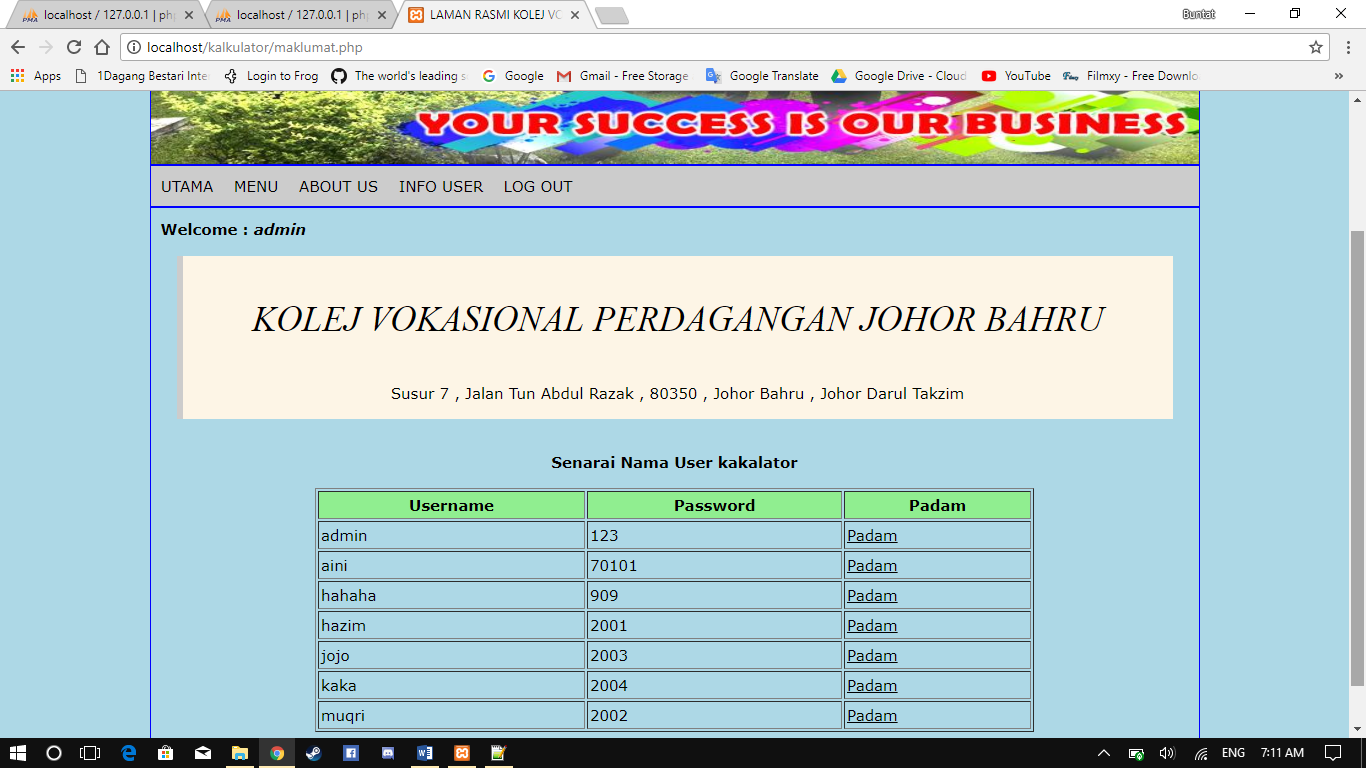 localhost / 127.0.0.1 | ph
localhost / 127.0.0.1 | ph
LAMAN RASMI KOLEJ VO
Buntat
localhost/kalkulator/maklumat.php
Apps
1Dagang Bestari Inte
Login to Frog
The world's leading s
Google
Gmail - Free Storage
Google Translate
Google Drive - Cloud
YouTube
Filmxy - Free Downlo
YOUR SUCCESS IS OUR BUSINESS
UTAMA MENU ABOUT US INFO USER LOG OUT
Welcome : admin
KOLEJ VOKASIONAL PERDAGANGAN JOHOR BAHRU
Susur 7 , Jalan Tun Abdul Razak , 80350 , Johor Bahru , Johor Darul Takzim
Senarai Nama User kakalator
Username Password Padam
admin 123 Padam
aini 70101 Padam
hahaha 909 Padam
hazim 2001 Padam
jojo 2003 Padam
kaka 2004 Padam
muqri 2002 Padam
ENG 7:11 AM